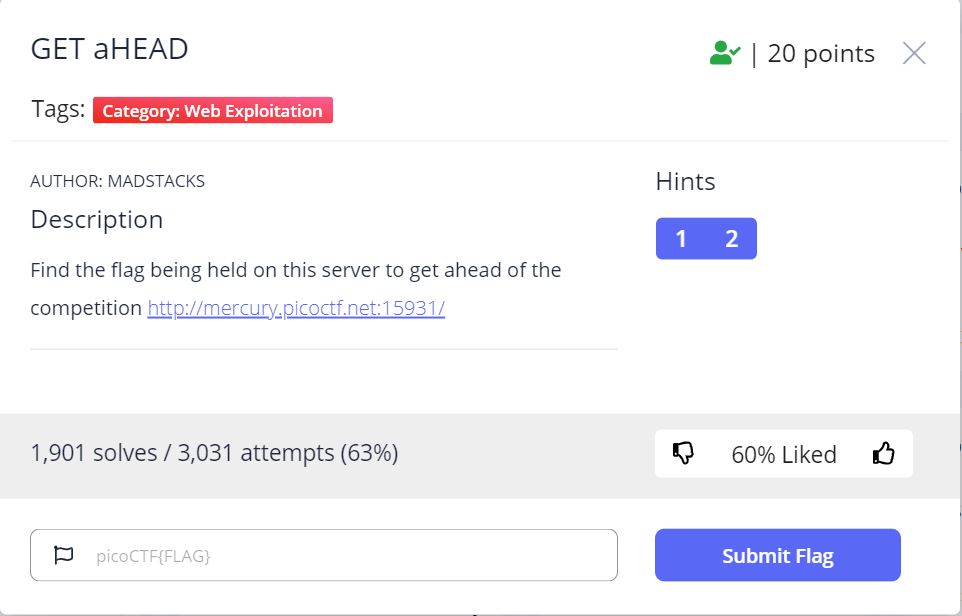 GET aHEAD
| 20 points
Tags: Category: Web Exploitation
AUTHOR: MADSTACKS
Hints
Description
1 2
Find the flag being held on this server to get ahead of the
competition http://mercury.picoctf.net:15931/
1,901 solves / 3,031 attempts (63%)
60% Liked
picoCTF{FLAG}
Submit Flag